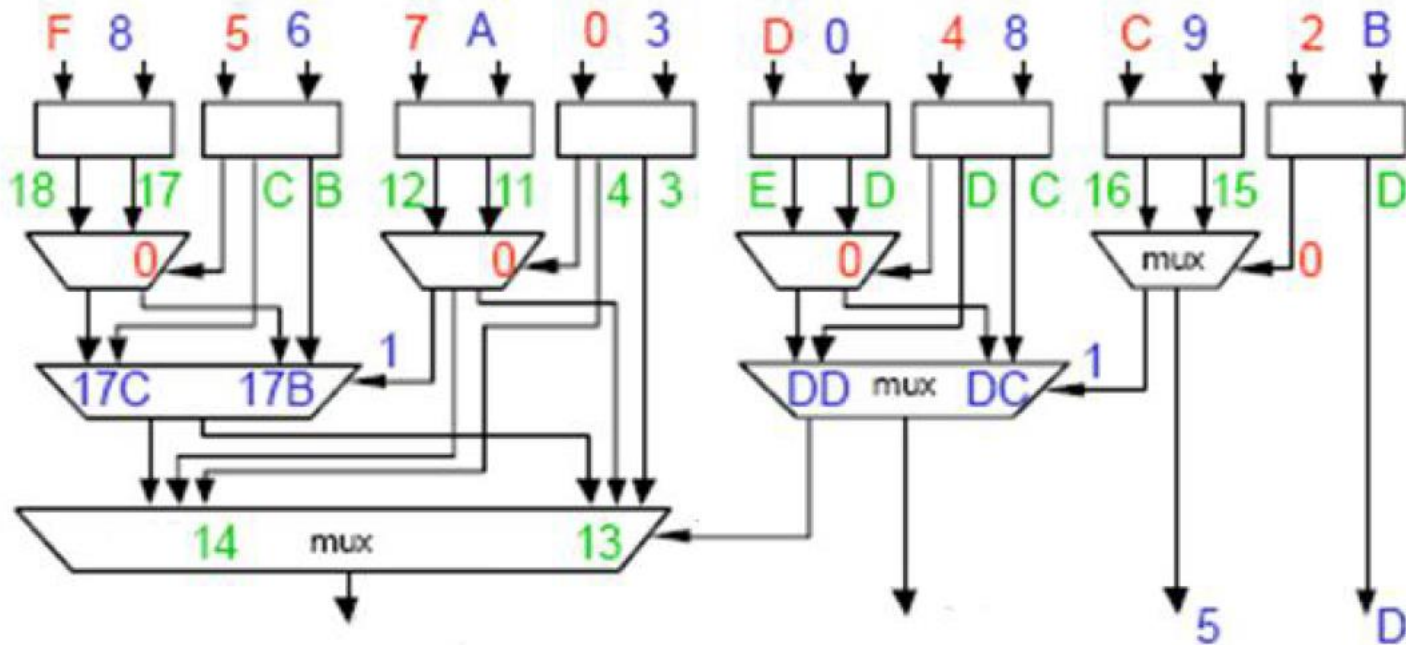 F 8 5 6 7 A 0 3 D 0 4 8 C 9 2 B
18 17 C B 12 11 4 3 E D D C 16 15 D
0 0 0 mux 0
17C 17B 1 DD mux DC 1
14 mux 13
5 D